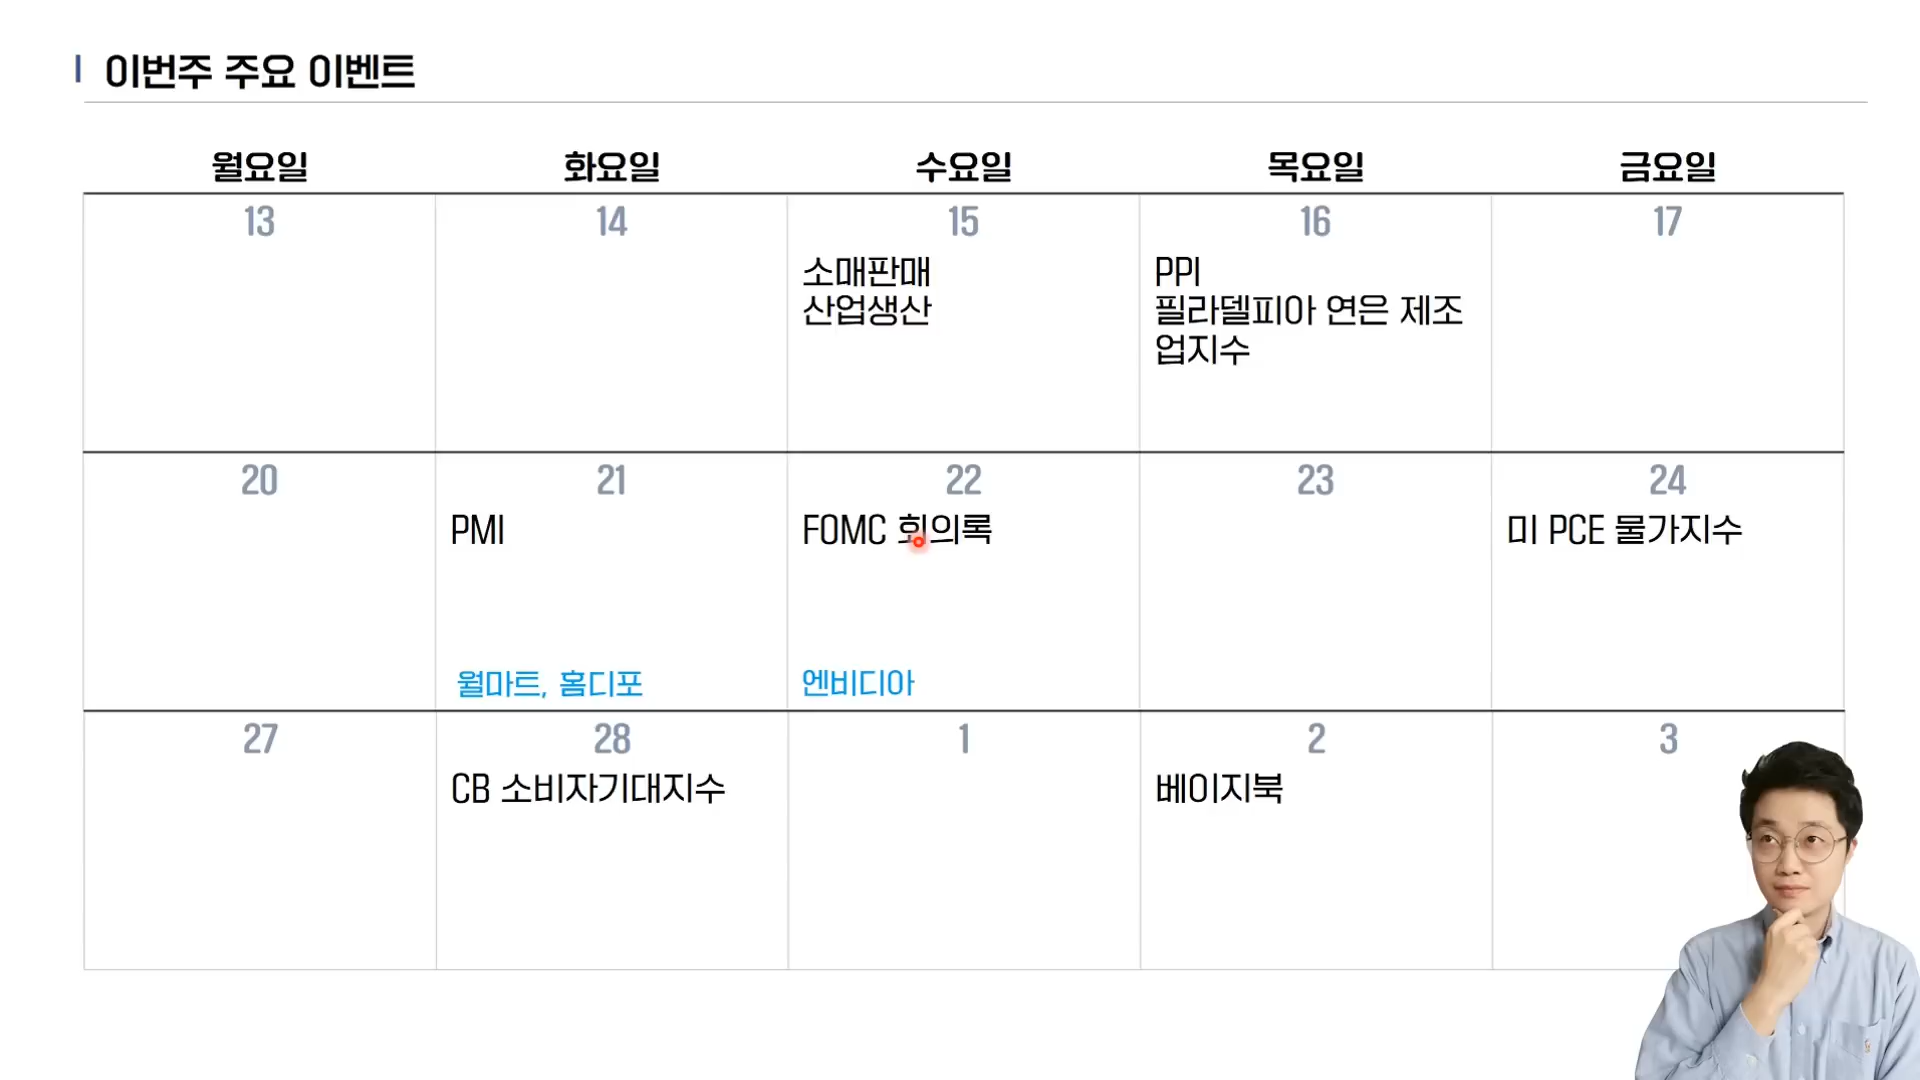 이번주 주요 이벤트
월요일 화요일 수요일 목요일 금요일
13 14 15 16 17
소매판매
산업생산
PPI
필라델피아 연은 제조
업지수
20 21 22 23 24
PMI
FOMC 회의록
미 PCE 물가지수
월마트, 홈디포
엔비디아
27 28 1 2 3
CB 소비자기대지수
베이지북